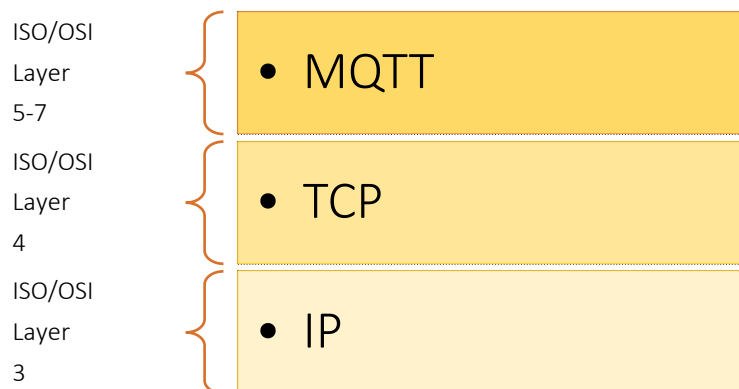 ISO/OSI
Layer
5-7
• MQTT
ISO/OSI
Layer
4
• TCP
ISO/OSI
Layer
3
• IP